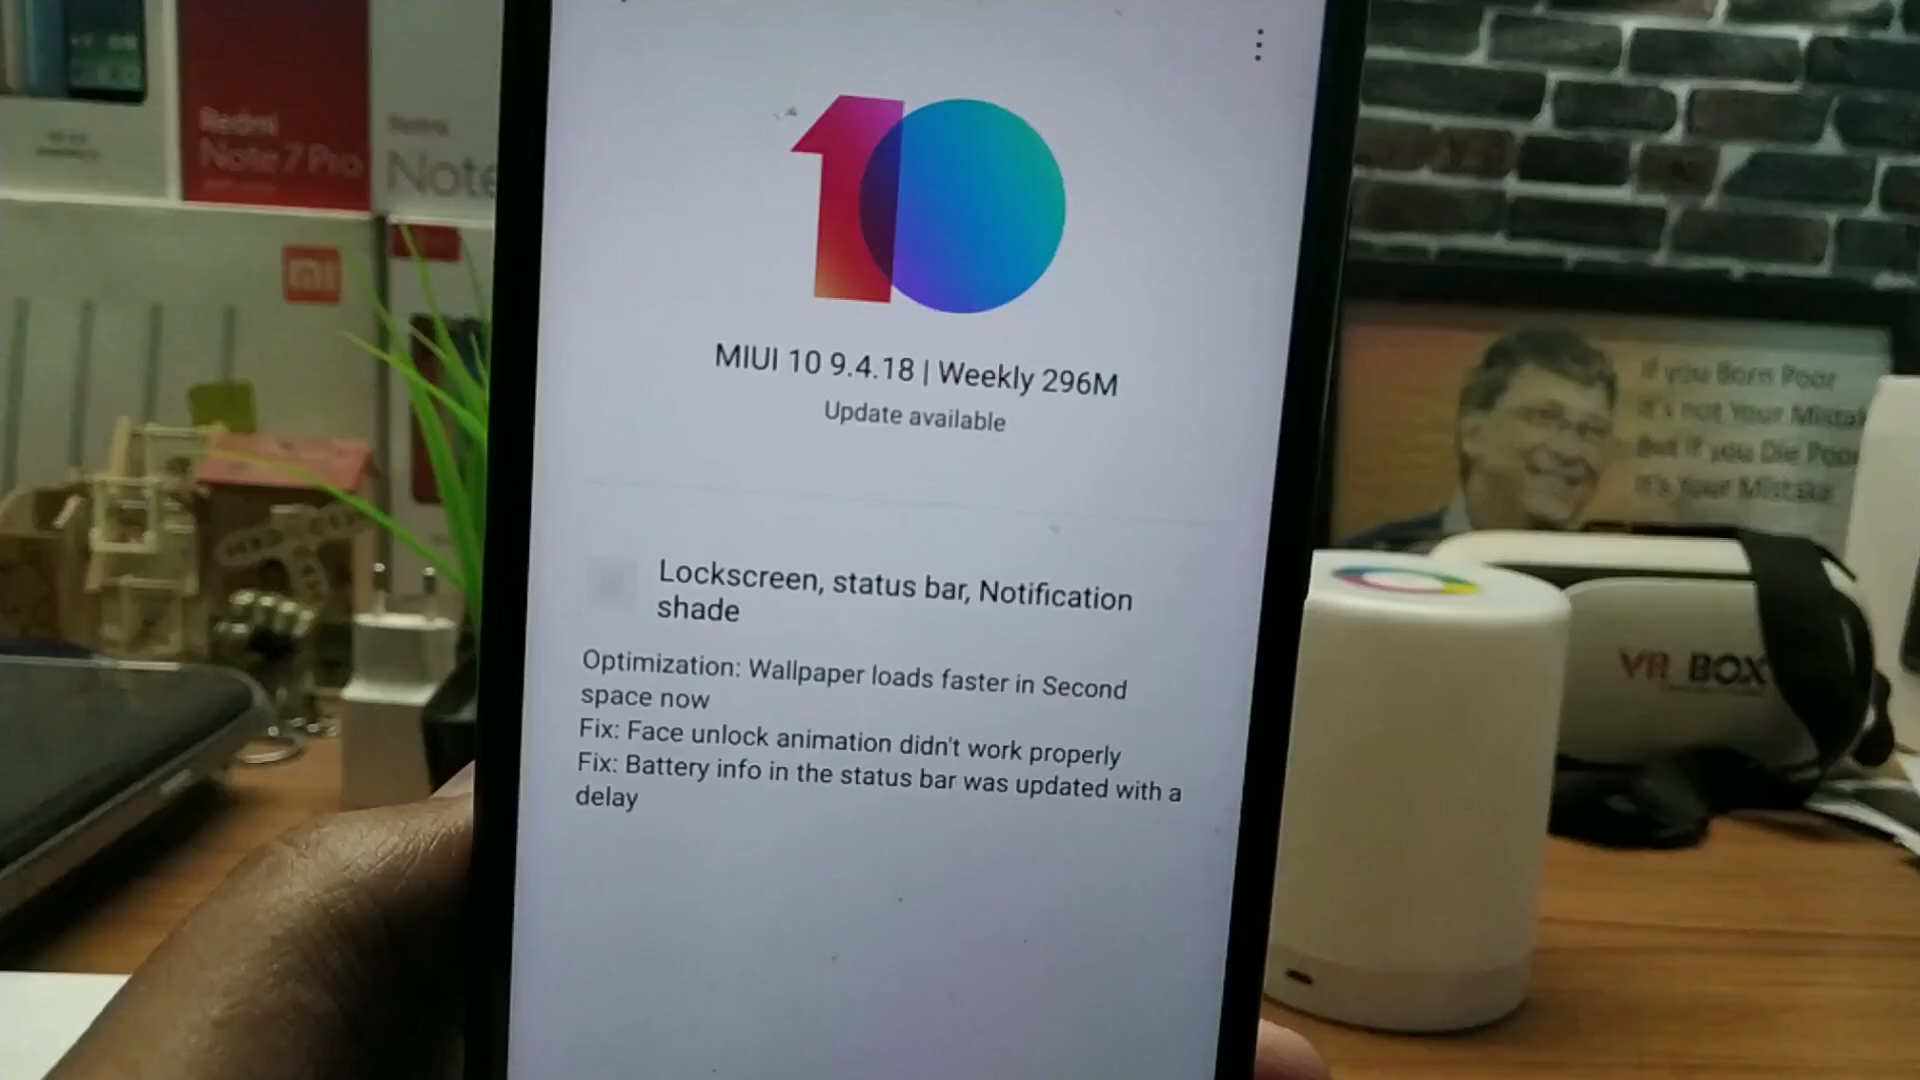 Redmi
Note 7 Pro
Redmi
Note
mi
10
MIUI 10 9.4.18 | Weekly 296M
Update available
Lockscreen, status bar, Notification
shade
Optimization: Wallpaper loads faster in Second
space now
Fix: Face unlock animation didn't work properly
Fix: Battery info in the status bar was updated with a
delay
If you Born Poor
It's not Your Mistak
But if you Die Poor
It's Your Mistake
VR BOX